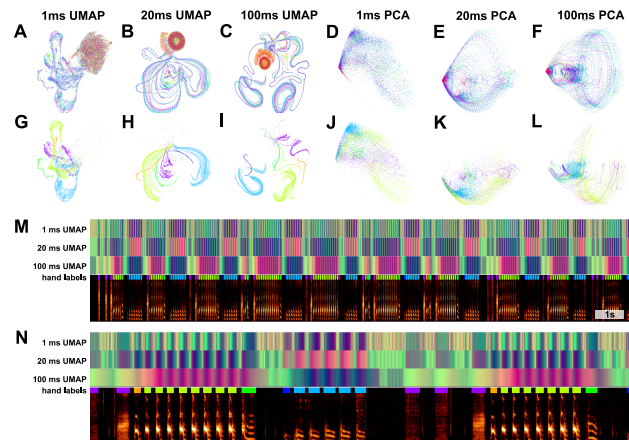 1ms UMAP 20ms UMAP 100ms UMAP 1ms PCA 20ms PCA 100ms PCA
A B C D E F
G H I J K L
M
1 ms UMAP
20 ms UMAP
100 ms UMAP
hand labels
1s
N
1 ms UMAP
20 ms UMAP
100 ms UMAP
hand labels